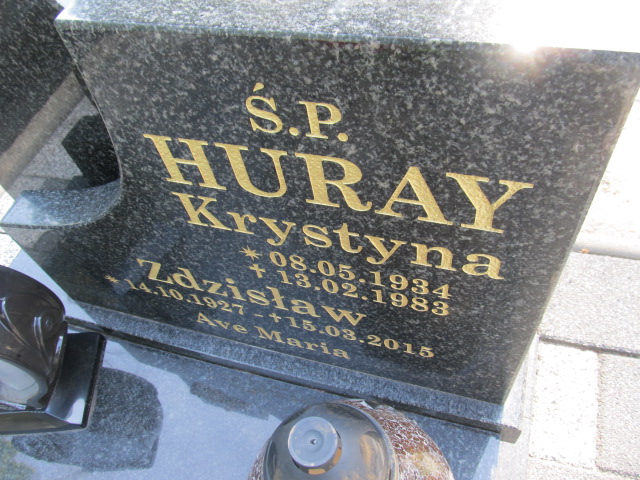 Ś.P.
HURAY
Krystyna
* 08.05.1934
+ 13.02.1983
Zdzisław
* 14.10.1927 - + 15.03.2015
Ave Maria